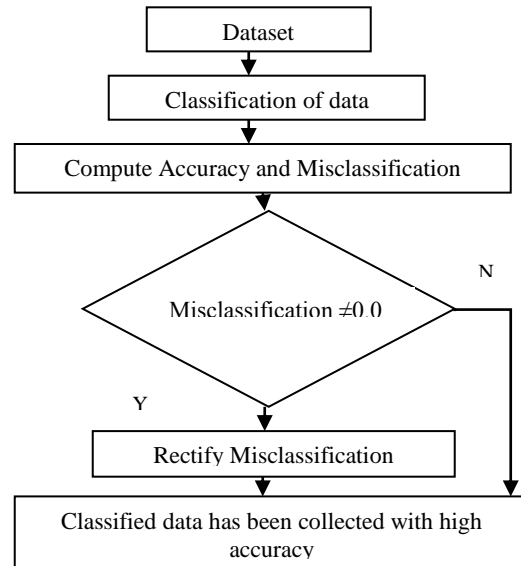 Dataset
Classification of data
Compute Accuracy and Misclassification
N
Misclassification ≠0.0
Y
Rectify Misclassification
Classified data has been collected with high
accuracy